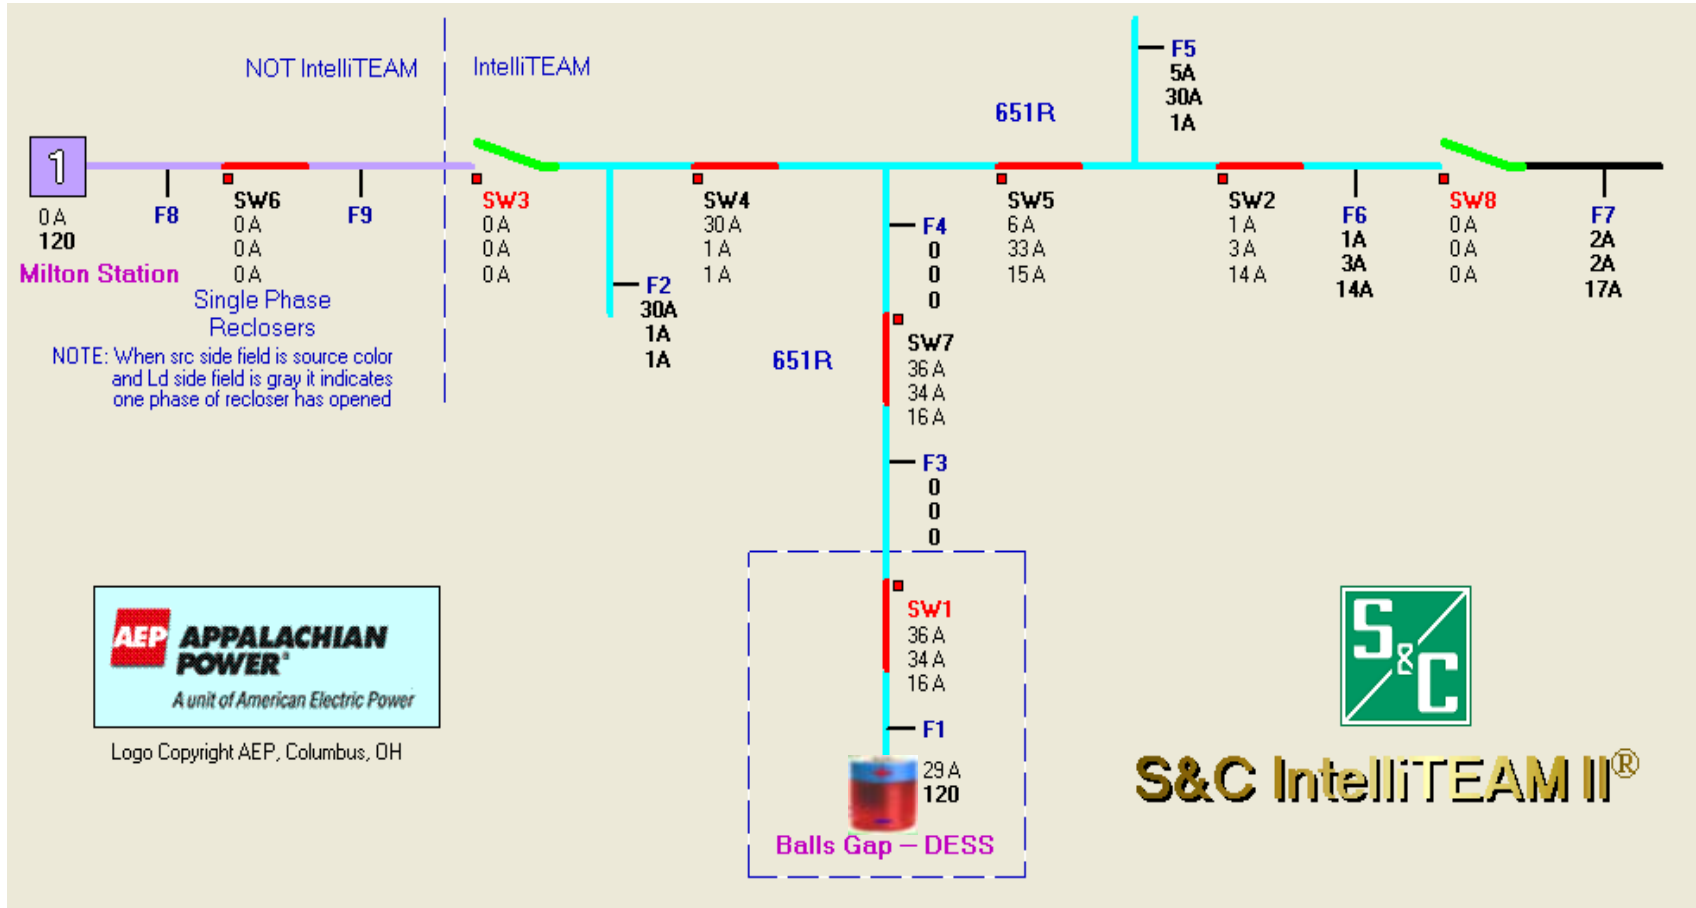 NOT IntelliTEAM
IntelliTEAM
1
0 A
120
Milton Station
F8
SW6
0 A
0 A
0 A
F9
Single Phase
Reclosers
NOTE: When src side field is source color
and Ld side field is gray it indicates
one phase of recloser has opened
SW3
0 A
0 A
0 A
F2
30A
1A
1A
SW4
30 A
1 A
1 A
651R
F4
0
0
0
651R
SW5
6 A
33 A
15 A
F5
5A
30A
1A
SW2
1 A
3 A
14 A
F6
1A
3A
14A
SW8
0 A
0 A
0 A
F7
2A
2A
17A
SW7
36 A
34 A
16 A
F3
0
0
0
SW1
36 A
34 A
16 A
F1
29 A
120
Balls Gap – DESS
AEP APPALACHIAN
POWER®
A unit of American Electric Power
Logo Copyright AEP, Columbus, OH
S&C
S&C IntelliTEAM II®